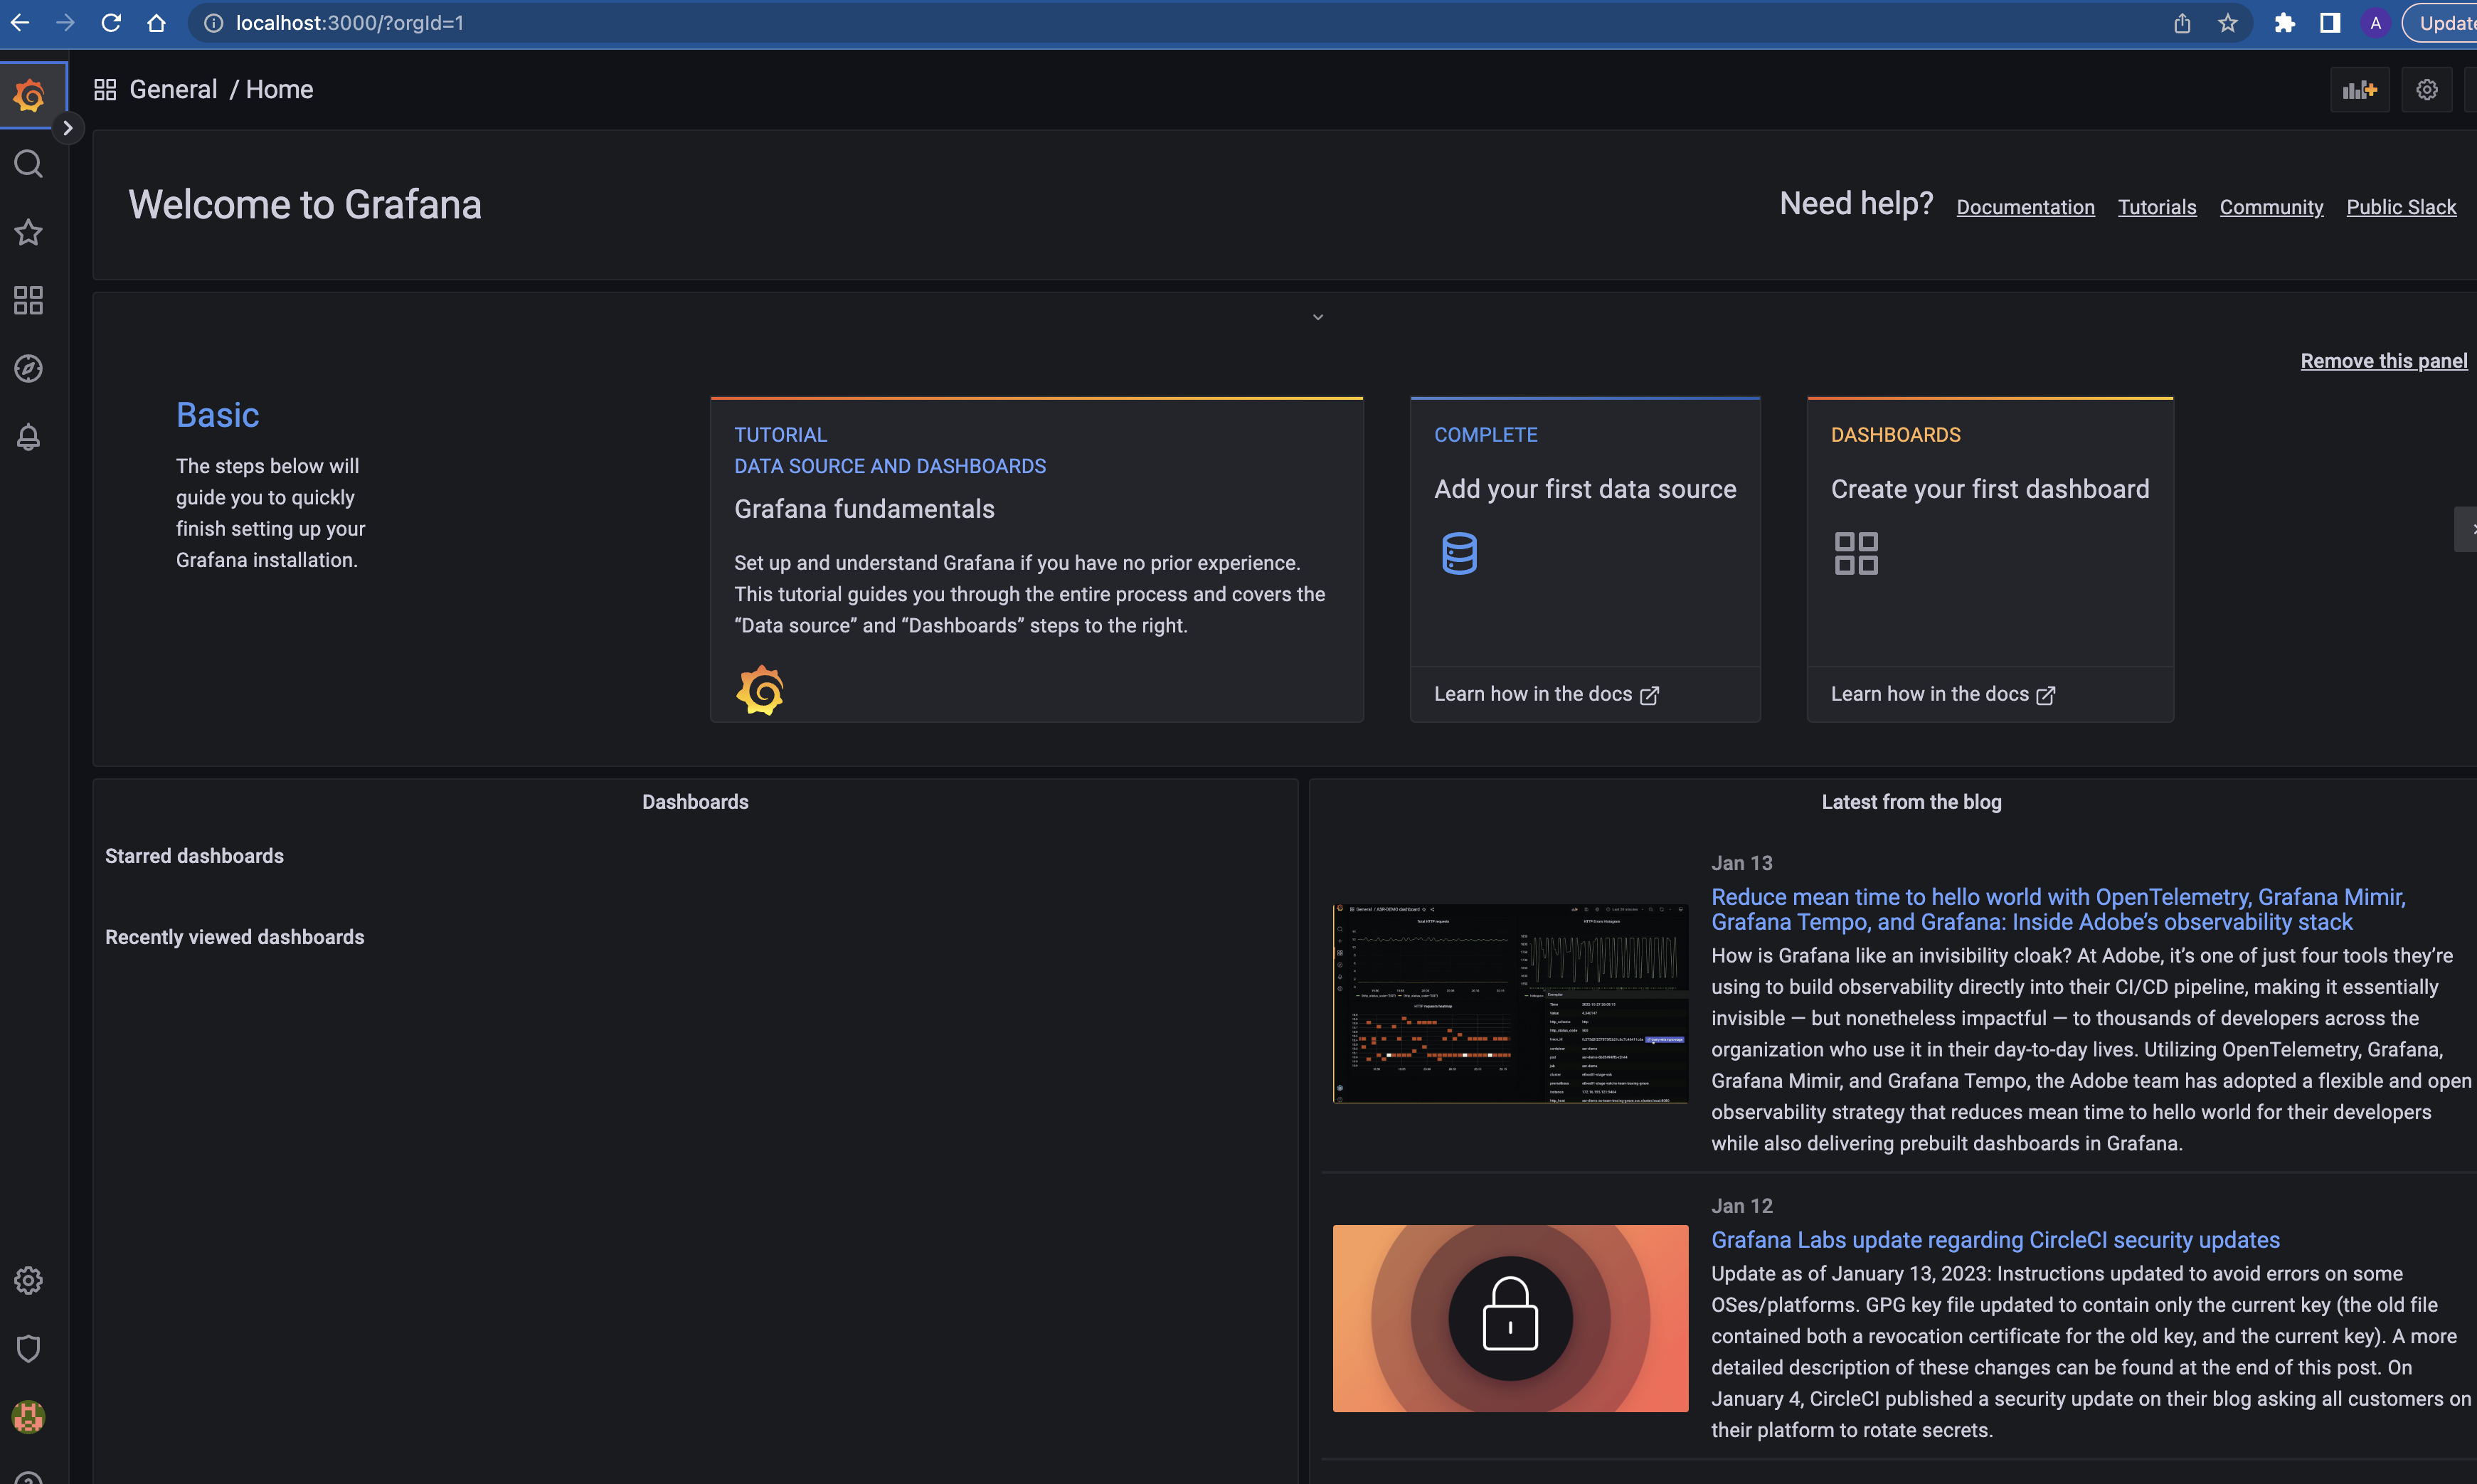 localhost:3000/?orgId=1
A
Update
General / Home
Welcome to Grafana
Need help? Documentation Tutorials Community Public Slack
Remove this panel
Basic
The steps below will
guide you to quickly
finish setting up your
Grafana installation.
TUTORIAL
DATA SOURCE AND DASHBOARDS
Grafana fundamentals
Set up and understand Grafana if you have no prior experience.
This tutorial guides you through the entire process and covers the
“Data source” and “Dashboards” steps to the right.
COMPLETE
Add your first data source
Learn how in the docs
DASHBOARDS
Create your first dashboard
Learn how in the docs
Dashboards
Starred dashboards
Recently viewed dashboards
Latest from the blog
Jan 13
Reduce mean time to hello world with OpenTelemetry, Grafana Mimir,
Grafana Tempo, and Grafana: Inside Adobe’s observability stack
How is Grafana like an invisibility cloak? At Adobe, it’s one of just four tools they’re
using to build observability directly into their CI/CD pipeline, making it essentially
invisible — but nonetheless impactful — to thousands of developers across the
organization who use it in their day-to-day lives. Utilizing OpenTelemetry, Grafana,
Grafana Mimir, and Grafana Tempo, the Adobe team has adopted a flexible and open
observability strategy that reduces mean time to hello world for their developers
while also delivering prebuilt dashboards in Grafana.
Jan 12
Grafana Labs update regarding CircleCI security updates
Update as of January 13, 2023: Instructions updated to avoid errors on some
OSes/platforms. GPG key file updated to contain only the current key (the old file
contained both a revocation certificate for the old key, and the current key). A more
detailed description of these changes can be found at the end of this post. On
January 4, CircleCI published a security update on their blog asking all customers on
their platform to rotate secrets.